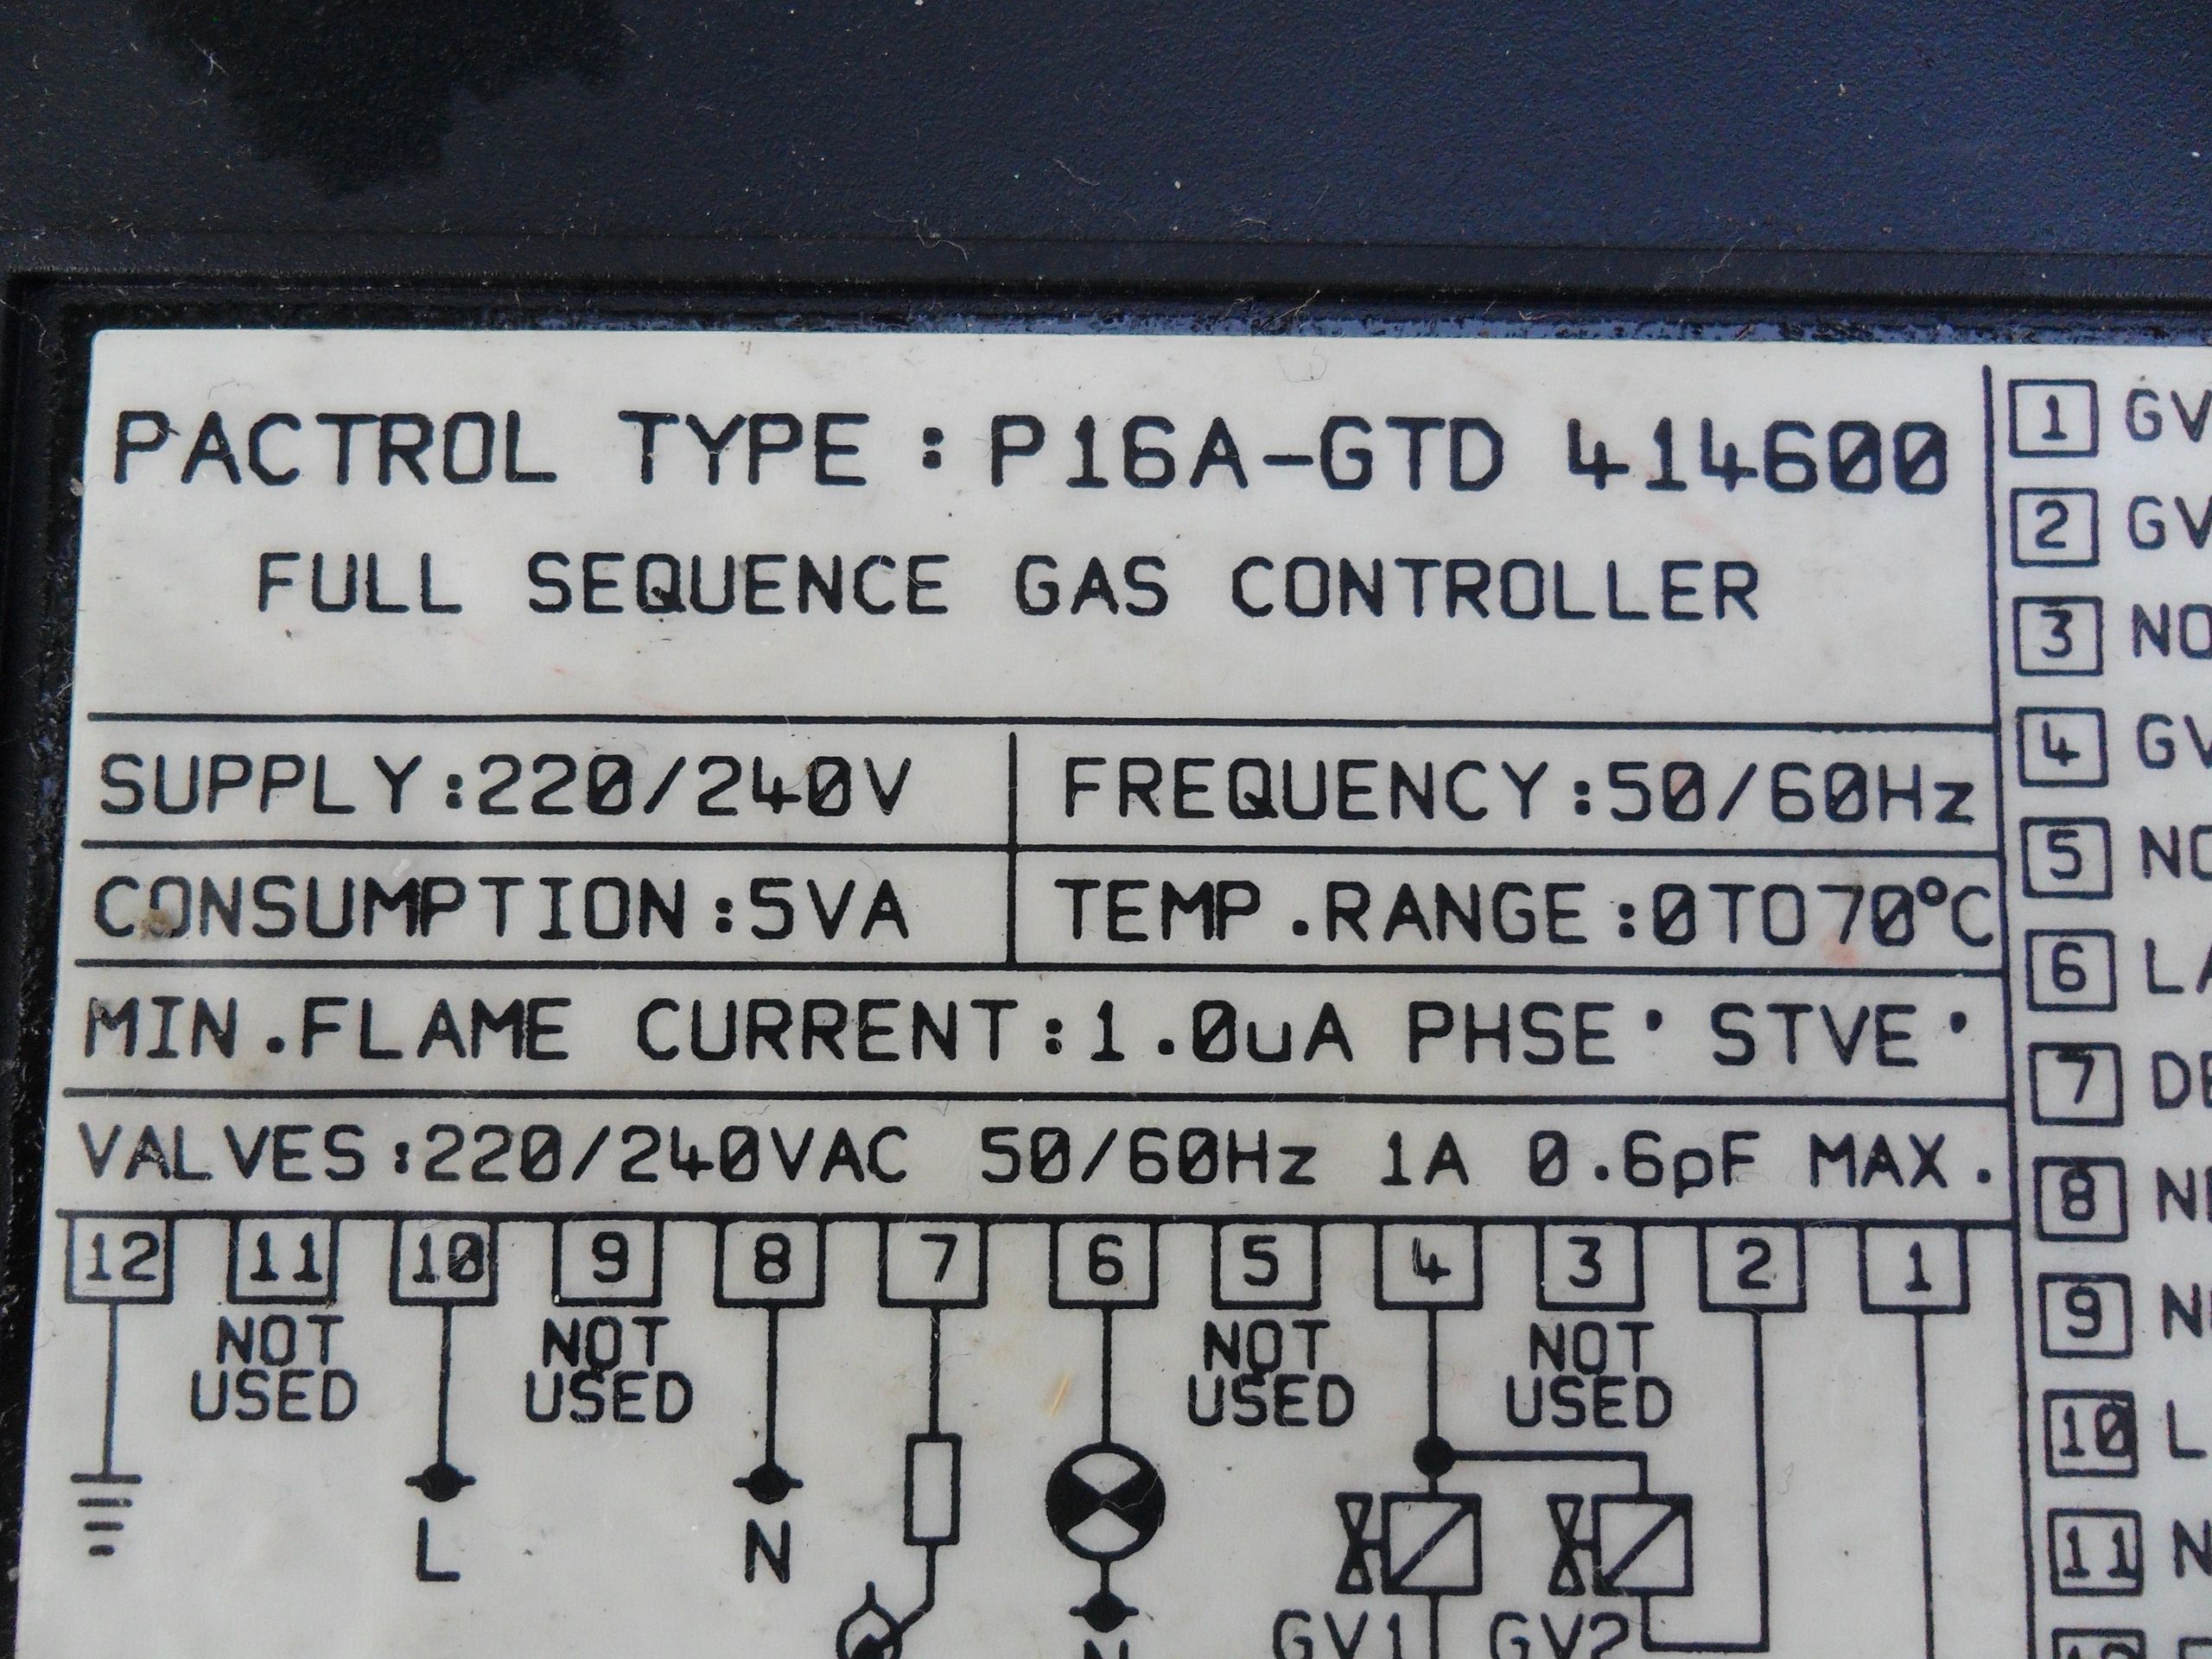 PACTROL TYPE : P16A-GTD 414600
FULL SEQUENCE GAS CONTROLLER
SUPPLY:220/240V
FREQUENCY:50/60Hz
CONSUMPTION:5VA
TEMP.RANGE:0TO70°C
MIN.FLAME CURRENT:1.0uA PHSE' STVE'
VALVES:220/240VAC 50/60Hz 1A 0.6pF MAX.
12 11 10 9 8 7 6 5 4 3 2 1
NOT USED
NOT USED
NOT USED
NOT USED
L
N
N
GV1
GV2
1 GV
2 GV
3 NO
4 GV
5 NO
6 LA
7 DE
8
9
10 L
11 N